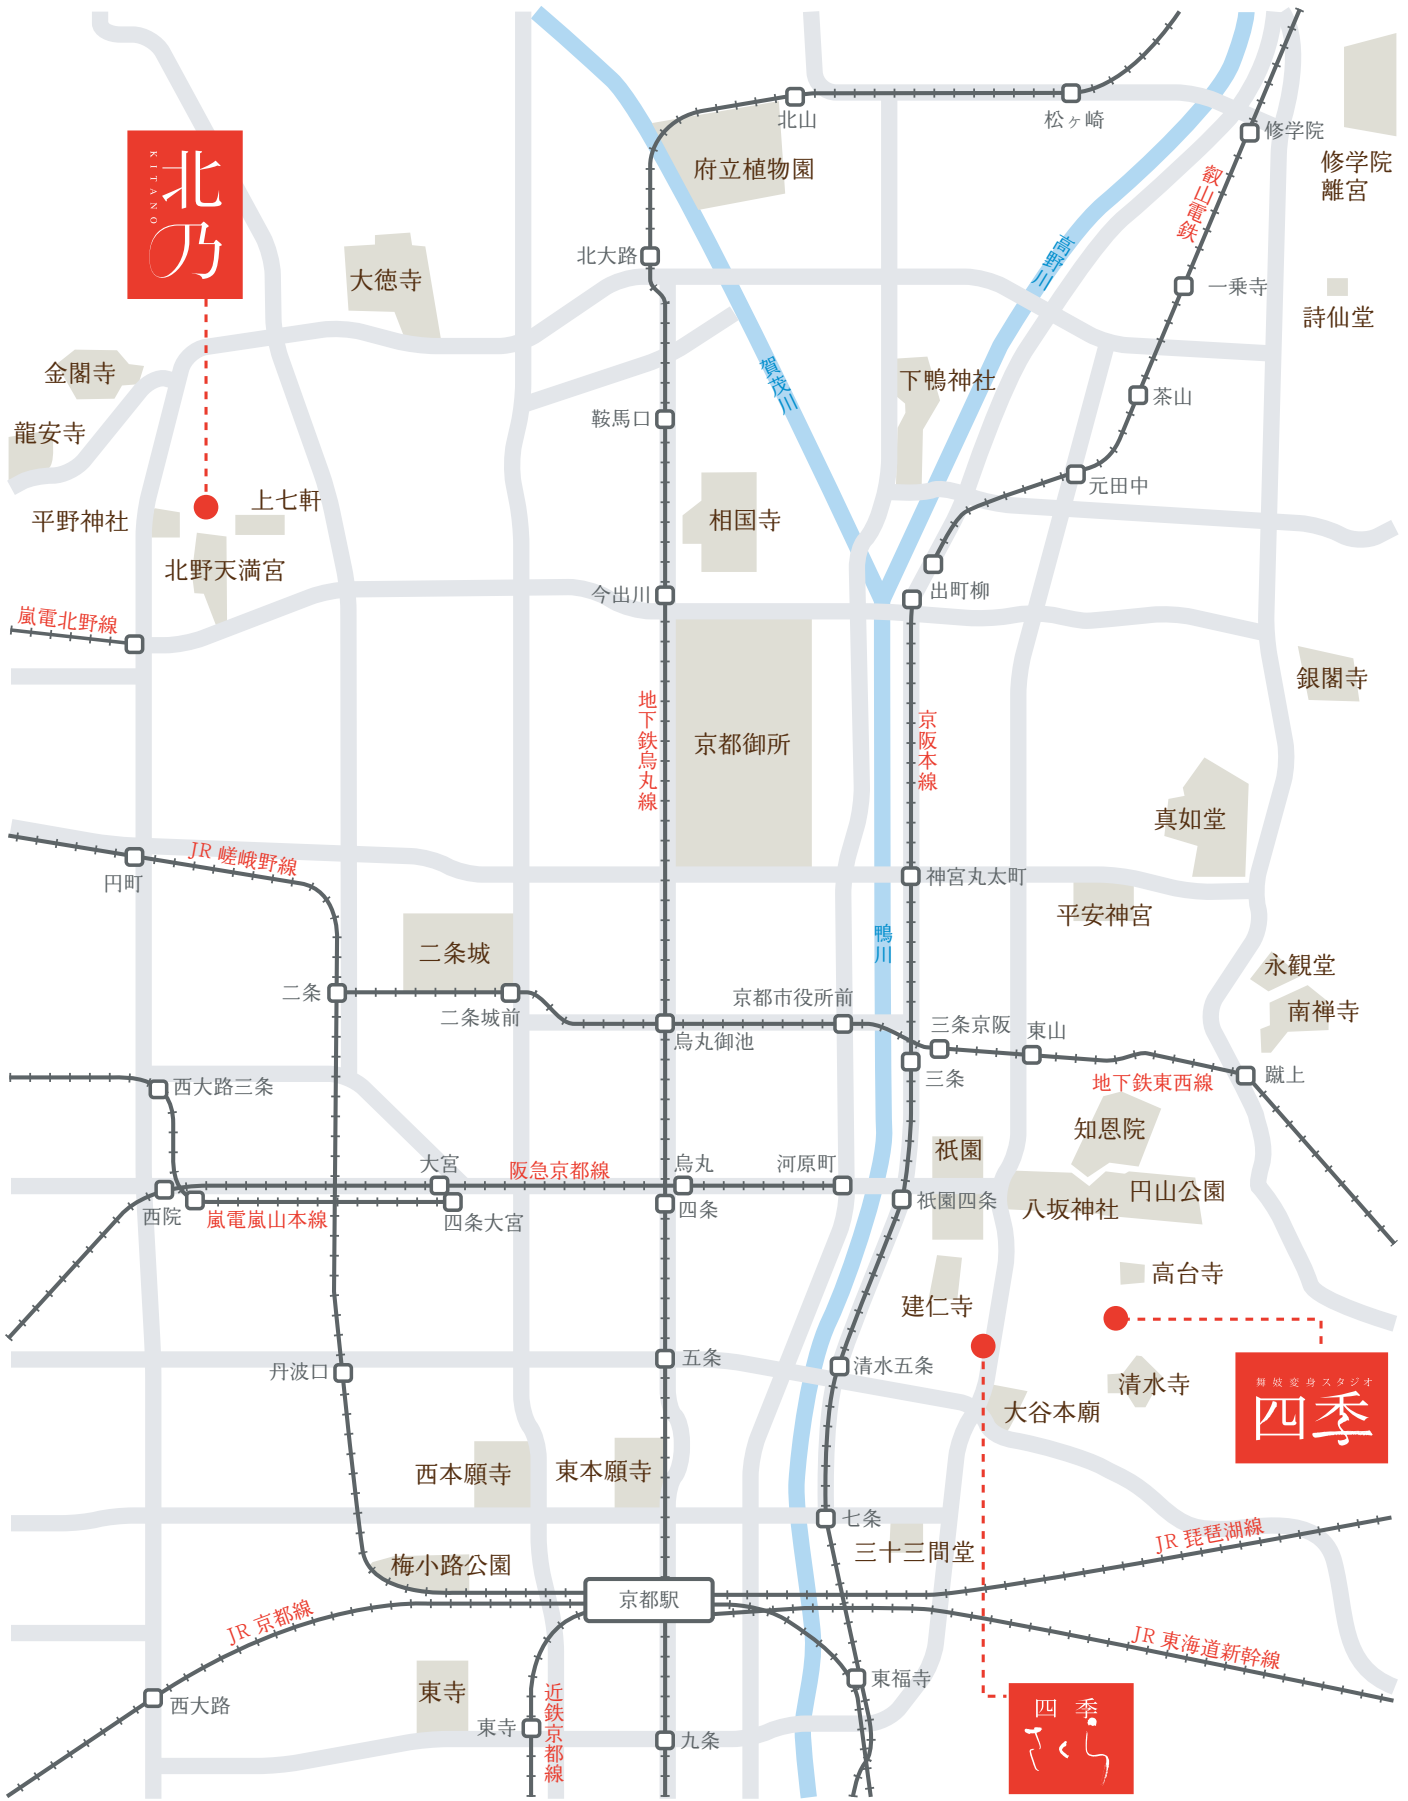 北山
松ヶ崎
修学院
修学院
離宮
府立植物園
北乃
KITANO
叡山電鉄
高野川
北大路
大徳寺
一乗寺
詩仙堂
金閣寺
賀茂川
下鴨神社
茶山
鞍馬口
龍安寺
元田中
上七軒
平野神社
相国寺
北野天満宮
今出川
出町柳
嵐電北野線
銀閣寺
地下鉄烏丸線
京都御所
京阪本線
真如堂
JR 嵯峨野線
円町
神宮丸太町
平安神宮
鴨川
二条城
永観堂
二条
二条城前
京都市役所前
南禅寺
烏丸御池
三条京阪
東山
三条
蹴上
地下鉄東西線
西大路三条
知恩院
祇園
大宮
阪急京都線
烏丸
河原町
円山公園
西院
嵐電嵐山本線
四条大宮
四条
祇園四条
八坂神社
高台寺
建仁寺
丹波口
五条
清水五条
清水寺
舞妓変身スタジオ
四季
大谷本廟
西本願寺
東本願寺
七条
三十三間堂
JR 琵琶湖線
梅小路公園
京都駅
JR 京都線
JR 東海道新幹線
東福寺
西大路
東寺
東寺
近鉄京都線
九条
四季
さくら